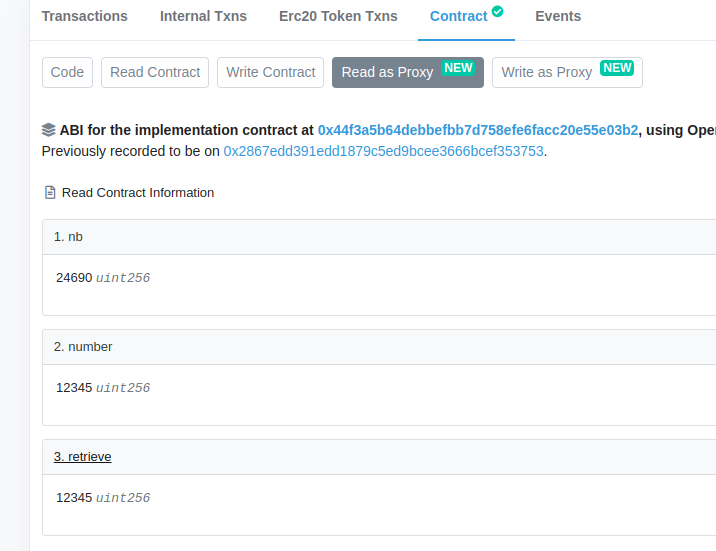 Transactions Internal Txns Erc20 Token Txns Contract Events
Code Read Contract Write Contract Read as Proxy NEW Write as Proxy NEW
ABI for the implementation contract at 0x44f3a5b64debbefbb7d758efe6facc20e55e03b2, using Oper
Previously recorded to be on 0x2867edd391edd1879c5ed9bcee3666bcef353753.
Read Contract Information
1. nb
24690 uint256
2. number
12345 uint256
3. retrieve
12345 uint256